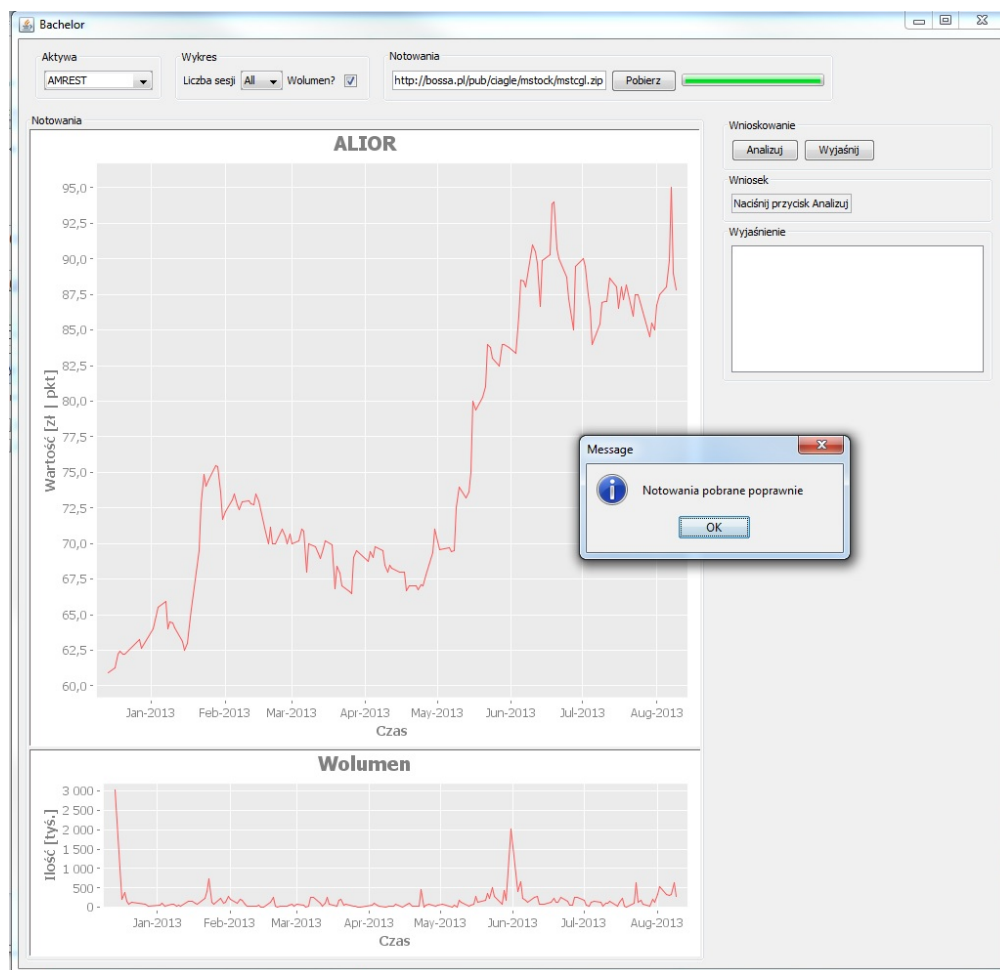 Bachelor
Aktywa
AMREST
Wykres
Liczba sesji All Wolumen?
Notowania
http://bossa.pl/pub/ciagle/mstock/mstcgl.zip Pobierz
Notowania
ALIOR
Wartość [zł | pkt]
95,0
92,5
90,0
87,5
85,0
82,5
80,0
77,5
75,0
72,5
70,0
67,5
65,0
62,5
60,0
Jan-2013 Feb-2013 Mar-2013 Apr-2013 May-2013 Jun-2013 Jul-2013 Aug-2013
Czas
Wolumen
Ilość [tyś.]
3 000
2 500
2 000
1 500
1 000
500
0
Jan-2013 Feb-2013 Mar-2013 Apr-2013 May-2013 Jun-2013 Jul-2013 Aug-2013
Czas
Wnioskowanie
Analizuj Wyjaśnij
Wniosek
Naciśnij przycisk Analizuj
Wyjaśnienie
Message
Notowania pobrane poprawnie
OK